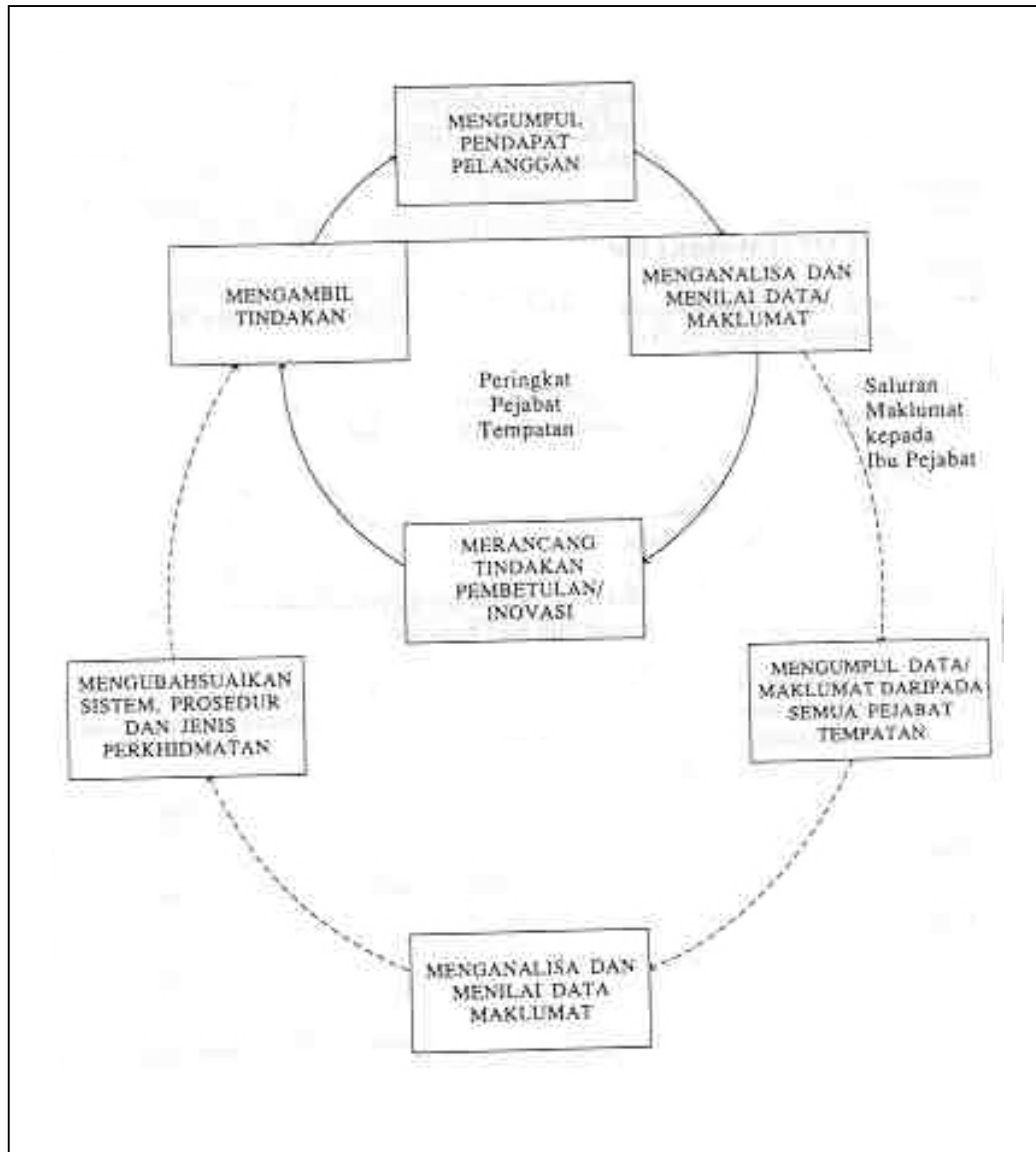 MENGUMPUL
PENDAPAT
PELANGGAN
MENGAMBIL
TINDAKAN
MENGANALISA DAN
MENILAI DATA/
MAKLUMAT
Peringkat
Pejabat
Tempatan
Saluran
Maklumat
kepada
Ibu Pejabat
MERANCANG
TINDAKAN
PEMBETULAN/
INOVASI
MENGUBAHSUAIKAN
SISTEM, PROSEDUR
DAN JENIS
PERKHIDMATAN
MENGUMPUL DATA/
MAKLUMAT DARIPADA
SEMUA PEJABAT
TEMPATAN
MENGANALISA DAN
MENILAI DATA
MAKLUMAT